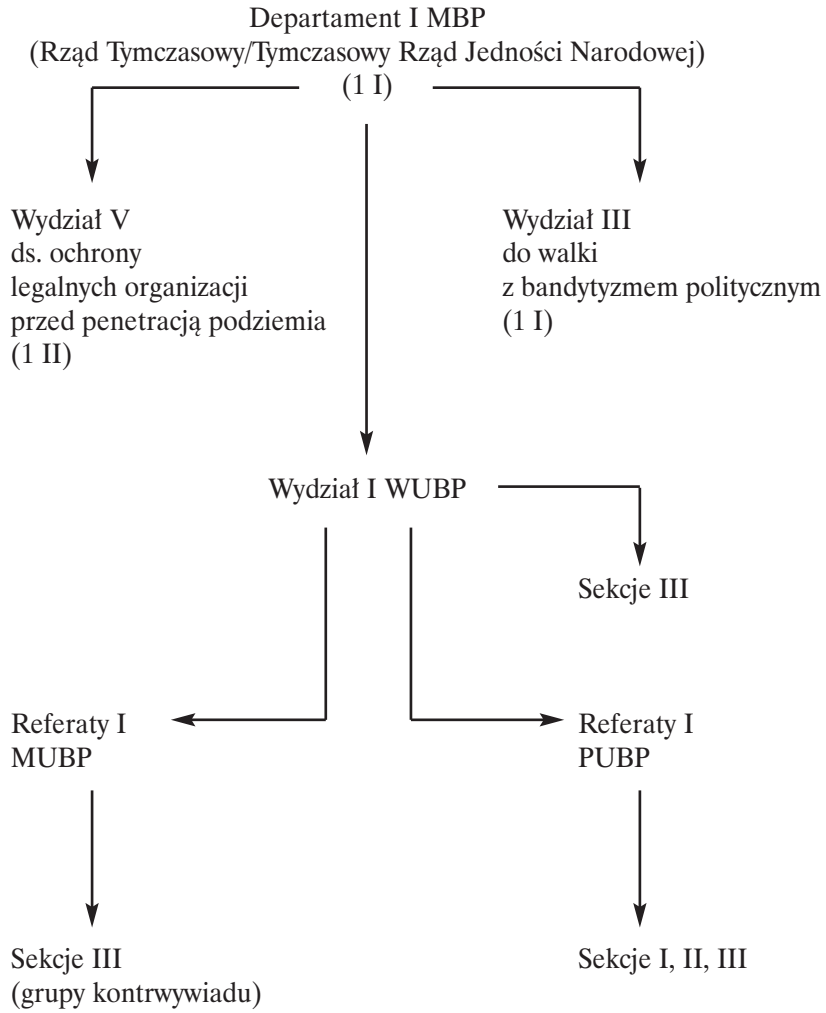 Departament I MBP
(Rząd Tymczasowy/Tymczasowy Rząd Jedności Narodowej)
(1 I)
Wydział V
ds. ochrony
legalnych organizacji
przed penetracją podziemia
(1 II)
Wydział III
do walki
z bandytyzmem politycznym
(1 I)
Wydział I WUBP
Sekcje III
Referaty I
MUBP
Referaty I
PUBP
Sekcje III
(grupy kontrwywiadu)
Sekcje I, II, III